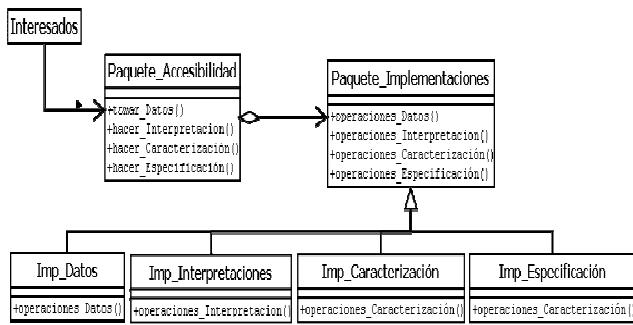 Interesados
Paquete_Accesibilidad
+tomar_Datos()
+hacer_Interpretacion()
+hacer_Caracterización()
+hacer_Especificación()
Paquete_Implementaciones
+operaciones_Datos()
+operaciones_Interpretacion()
+operaciones_Caracterización()
+operaciones_Especificación()
Imp_Datos
+operaciones_Datos()
Imp_Interpretaciones
+operaciones_Interpretacion()
Imp_Caracterización
+operaciones_Caracterización()
Imp_Especificación
+operaciones_Caracterización()